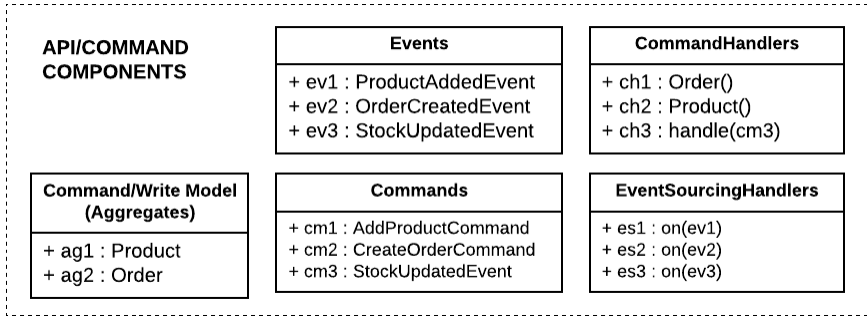 API/COMMAND
COMPONENTS
Events
+ ev1 : ProductAddedEvent
+ ev2 : OrderCreatedEvent
+ ev3 : StockUpdatedEvent
CommandHandlers
+ ch1 : Order()
+ ch2 : Product()
+ ch3 : handle(cm3)
Command/Write Model
(Aggregates)
+ ag1 : Product
+ ag2 : Order
Commands
+ cm1 : AddProductCommand
+ cm2 : CreateOrderCommand
+ cm3 : StockUpdatedEvent
EventSourcingHandlers
+ es1 : on(ev1)
+ es2 : on(ev2)
+ es3 : on(ev3)